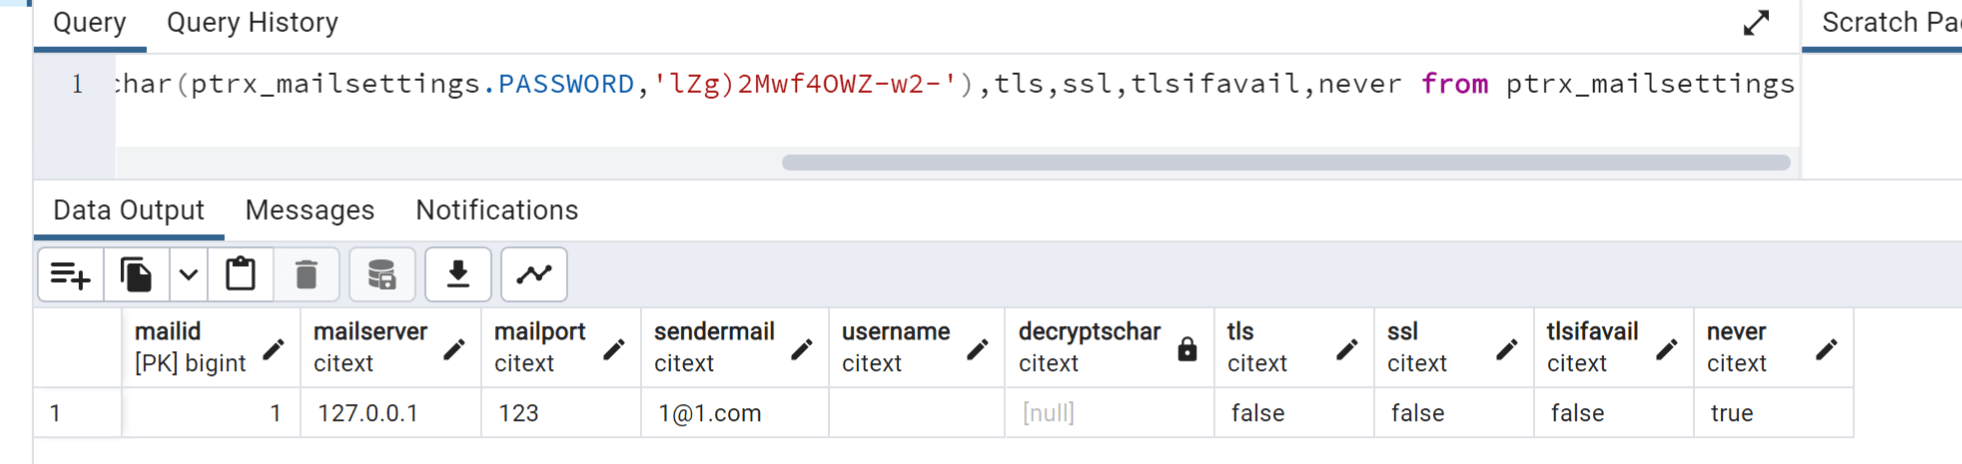 Query Query History Scratch Pa
1 char(ptrx_mailsettings.PASSWORD,'lZg)2Mwf4OWZ-w2-'),tls,ssl,tlsifavail,never from ptrx_mailsettings
Data Output Messages Notifications
mailid mailserver mailport sendermail username decryptschar tls ssl tlsifavail never
[PK] bigint citext citext citext citext citext citext citext citext citext
1 1 127.0.0.1 123 1@1.com [null] false false false true